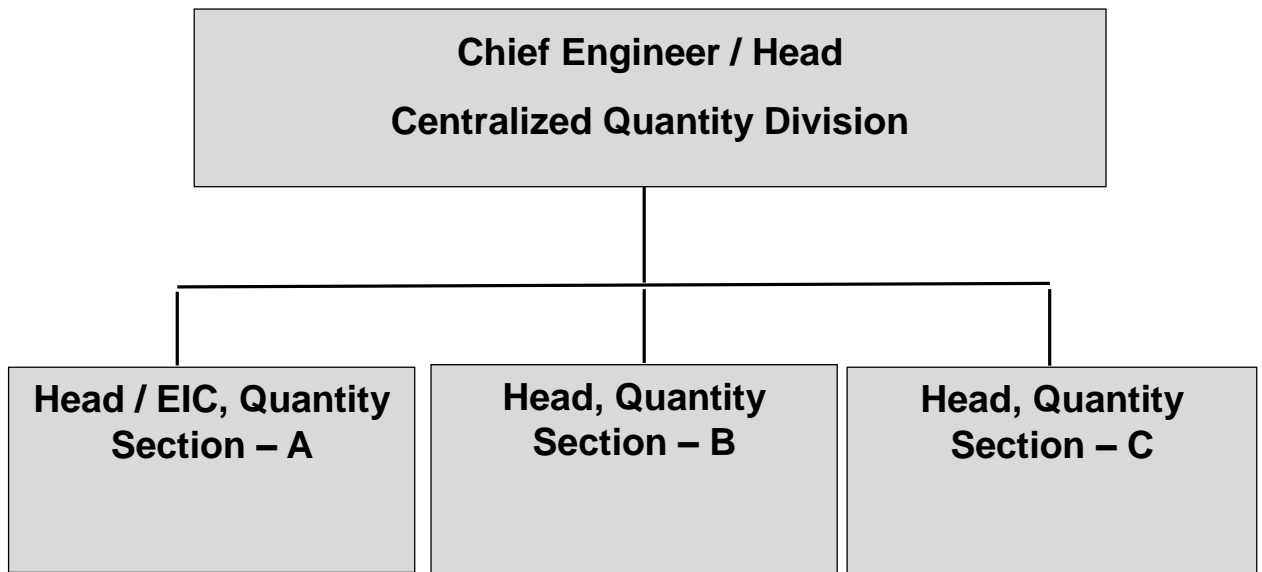 Chief Engineer / Head
Centralized Quantity Division
Head / EIC, Quantity
Section – A
Head, Quantity
Section – B
Head, Quantity
Section – C